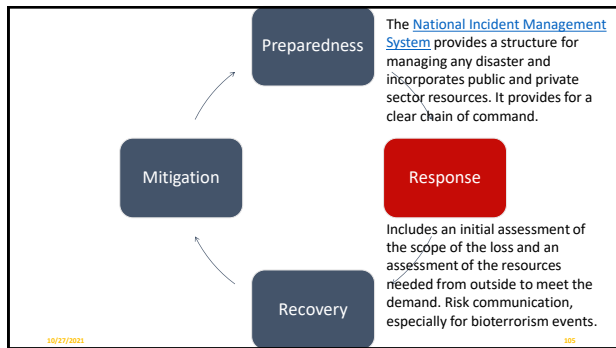 Preparedness
The National Incident Management
System provides a structure for
managing any disaster and
incorporates public and private
sector resources. It provides for a
clear chain of command.
Mitigation
Response
Includes an initial assessment of
the scope of the loss and an
assessment of the resources
needed from outside to meet the
demand. Risk communication,
especially for bioterrorism events.
Recovery
10/27/2021
105